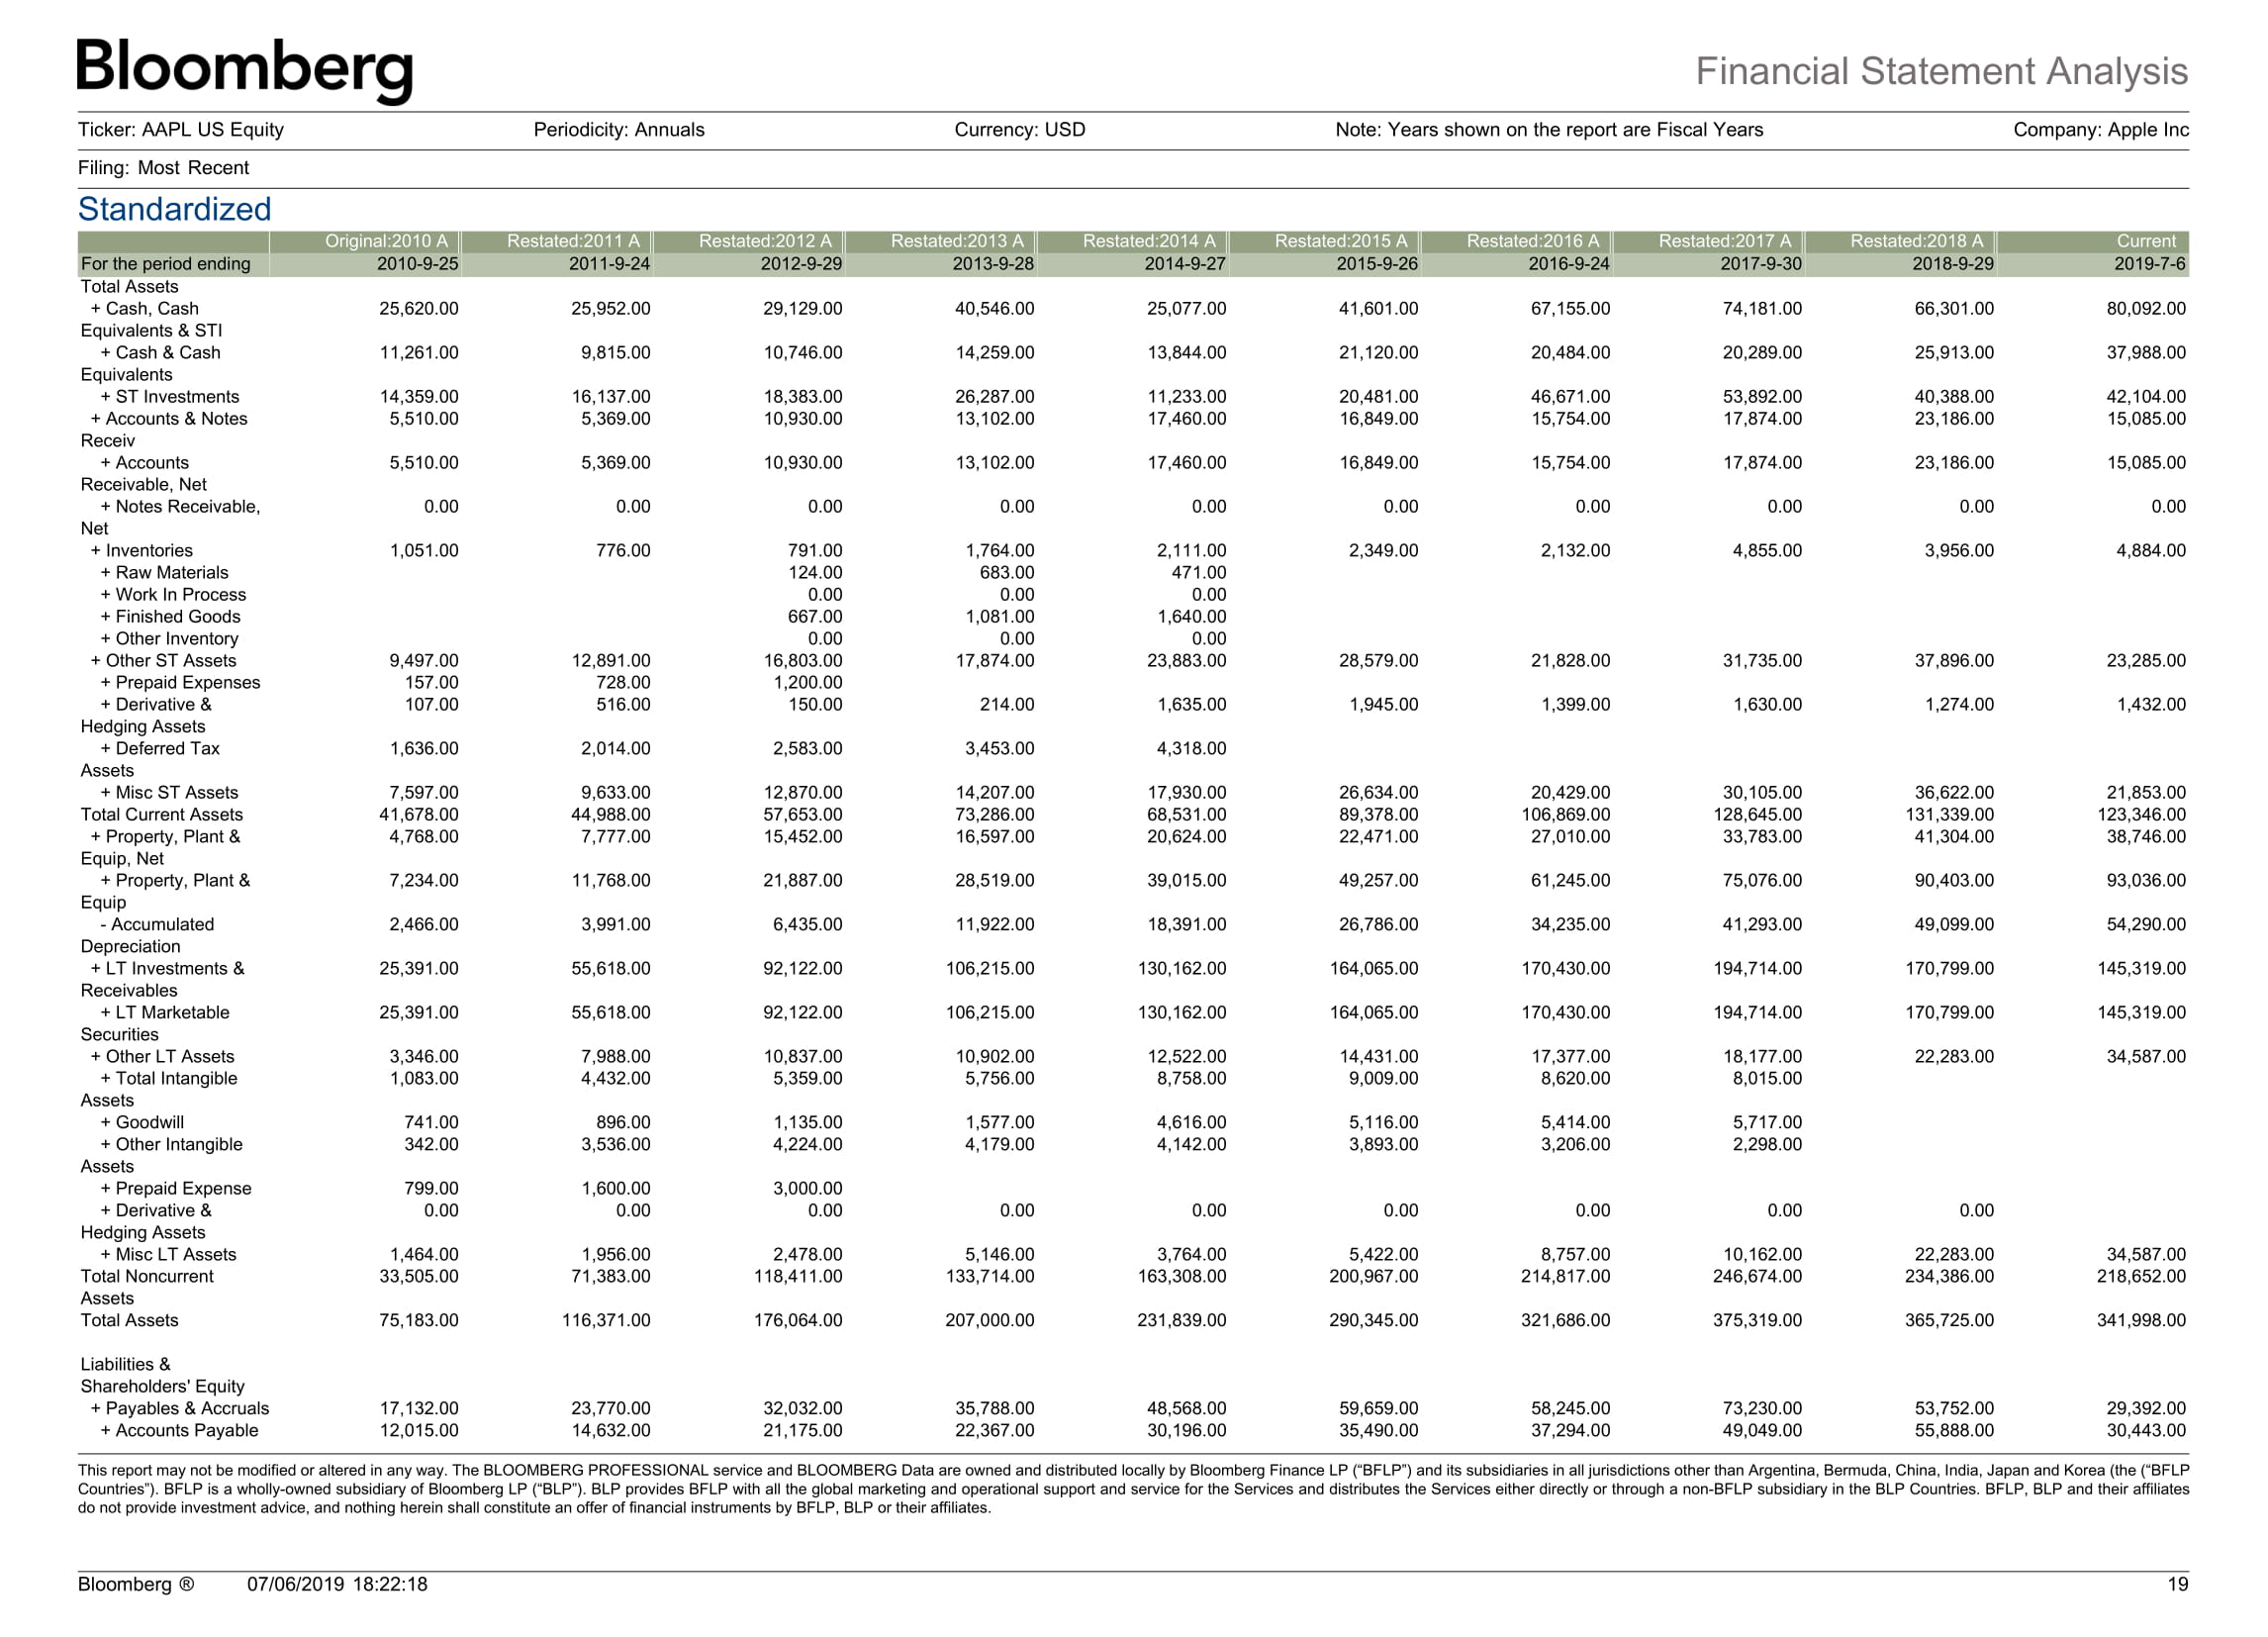 Bloomberg
Financial Statement Analysis
Ticker: AAPL US Equity Periodicity: Annuals Currency: USD Note: Years shown on the report are Fiscal Years Company: Apple Inc
Filing: Most Recent
Standardized
Original:2010 A Restated:2011 A Restated:2012 A Restated:2013 A Restated:2014 A Restated:2015 A Restated:2016 A Restated:2017 A Restated:2018 A Current
For the period ending 2010-9-25 2011-9-24 2012-9-29 2013-9-28 2014-9-27 2015-9-26 2016-9-24 2017-9-30 2018-9-29 2019-7-6
Total Assets
+ Cash, Cash 25,620.00 25,952.00 29,129.00 40,546.00 25,077.00 41,601.00 67,155.00 74,181.00 66,301.00 80,092.00
Equivalents & STI
+ Cash & Cash 11,261.00 9,815.00 10,746.00 14,259.00 13,844.00 21,120.00 20,484.00 20,289.00 25,913.00 37,988.00
Equivalents
+ ST Investments 14,359.00 16,137.00 18,383.00 26,287.00 11,233.00 20,481.00 46,671.00 53,892.00 40,388.00 42,104.00
+ Accounts & Notes 5,510.00 5,369.00 10,930.00 13,102.00 17,460.00 16,849.00 15,754.00 17,874.00 23,186.00 15,085.00
Receiv
+ Accounts 5,510.00 5,369.00 10,930.00 13,102.00 17,460.00 16,849.00 15,754.00 17,874.00 23,186.00 15,085.00
Receivable, Net
+ Notes Receivable, 0.00 0.00 0.00 0.00 0.00 0.00 0.00 0.00 0.00 0.00
Net
+ Inventories 1,051.00 776.00 791.00 1,764.00 2,111.00 2,349.00 2,132.00 4,855.00 3,956.00 4,884.00
+ Raw Materials 124.00 683.00 471.00
+ Work In Process 0.00 0.00 0.00
+ Finished Goods 667.00 1,081.00 1,640.00
+ Other Inventory 0.00 0.00 0.00
+ Other ST Assets 9,497.00 12,891.00 16,803.00 17,874.00 23,883.00 28,579.00 21,828.00 31,735.00 37,896.00 23,285.00
+ Prepaid Expenses 157.00 728.00 1,200.00
+ Derivative & 107.00 516.00 150.00 214.00 1,635.00 1,945.00 1,399.00 1,630.00 1,274.00 1,432.00
Hedging Assets
+ Deferred Tax 1,636.00 2,014.00 2,583.00 3,453.00 4,318.00
Assets
+ Misc ST Assets 7,597.00 9,633.00 12,870.00 14,207.00 17,930.00 26,634.00 20,429.00 30,105.00 36,622.00 21,853.00
Total Current Assets 41,678.00 44,988.00 57,653.00 73,286.00 68,531.00 89,378.00 106,869.00 128,645.00 131,339.00 123,346.00
+ Property, Plant & 4,768.00 7,777.00 15,452.00 16,597.00 20,624.00 22,471.00 27,010.00 33,783.00 41,304.00 38,746.00
Equip, Net
+ Property, Plant & 7,234.00 11,768.00 21,887.00 28,519.00 39,015.00 49,257.00 61,245.00 75,076.00 90,403.00 93,036.00
Equip
- Accumulated 2,466.00 3,991.00 6,435.00 11,922.00 18,391.00 26,786.00 34,235.00 41,293.00 49,099.00 54,290.00
Depreciation
+ LT Investments & 25,391.00 55,618.00 92,122.00 106,215.00 130,162.00 164,065.00 170,430.00 194,714.00 170,799.00 145,319.00
Receivables
+ LT Marketable 25,391.00 55,618.00 92,122.00 106,215.00 130,162.00 164,065.00 170,430.00 194,714.00 170,799.00 145,319.00
Securities
+ Other LT Assets 3,346.00 7,988.00 10,837.00 10,902.00 12,522.00 14,431.00 17,377.00 18,177.00 22,283.00 34,587.00
+ Total Intangible 1,083.00 4,432.00 5,359.00 5,756.00 8,758.00 9,009.00 8,620.00 8,015.00
Assets
+ Goodwill 741.00 896.00 1,135.00 1,577.00 4,616.00 5,116.00 5,414.00 5,717.00
+ Other Intangible 342.00 3,536.00 4,224.00 4,179.00 4,142.00 3,893.00 3,206.00 2,298.00
Assets
+ Prepaid Expense 799.00 1,600.00 3,000.00
+ Derivative & 0.00 0.00 0.00 0.00 0.00 0.00 0.00 0.00 0.00
Hedging Assets
+ Misc LT Assets 1,464.00 1,956.00 2,478.00 5,146.00 3,764.00 5,422.00 8,757.00 10,162.00 22,283.00 34,587.00
Total Noncurrent 33,505.00 71,383.00 118,411.00 133,714.00 163,308.00 200,967.00 214,817.00 246,674.00 234,386.00 218,652.00
Assets
Total Assets 75,183.00 116,371.00 176,064.00 207,000.00 231,839.00 290,345.00 321,686.00 375,319.00 365,725.00 341,998.00
Liabilities &
Shareholders' Equity
+ Payables & Accruals 17,132.00 23,770.00 32,032.00 35,788.00 48,568.00 59,659.00 58,245.00 73,230.00 53,752.00 29,392.00
+ Accounts Payable 12,015.00 14,632.00 21,175.00 22,367.00 30,196.00 35,490.00 37,294.00 49,049.00 55,888.00 30,443.00
This report may not be modified or altered in any way. The BLOOMBERG PROFESSIONAL service and BLOOMBERG Data are owned and distributed locally by Bloomberg Finance LP (“BFLP”) and its subsidiaries in all jurisdictions other than Argentina, Bermuda, China, India, Japan and Korea (the (“BFLP
Countries”). BFLP is a wholly-owned subsidiary of Bloomberg LP (“BLP”). BLP provides BFLP with all the global marketing and operational support and service for the Services and distributes the Services either directly or through a non-BFLP subsidiary in the BLP Countries. BFLP, BLP and their affiliates
do not provide investment advice, and nothing herein shall constitute an offer of financial instruments by BFLP, BLP or their affiliates.
Bloomberg ® 07/06/2019 18:22:18 19